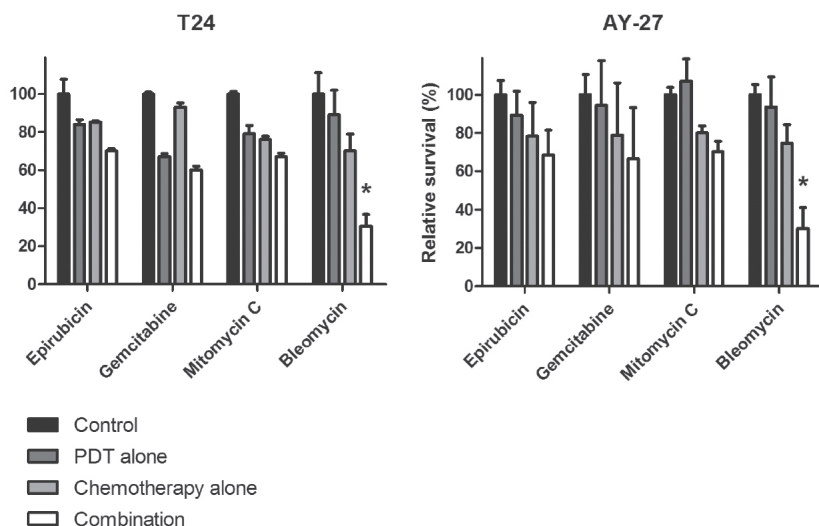 T24
100
80
60
40
20
0
*
Epirubicin
Gemcitabine
Mitomycin C
Bleomycin
AY-27
Relative survival (%)
100
80
60
40
20
0
*
Epirubicin
Gemcitabine
Mitomycin C
Bleomycin
Control
PDT alone
Chemotherapy alone
Combination